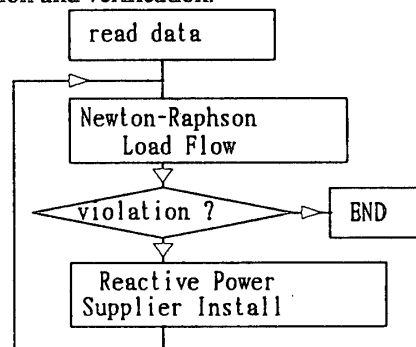 read data
Newton-Raphson
Load Flow
violation ?
END
Reactive Power
Supplier Install